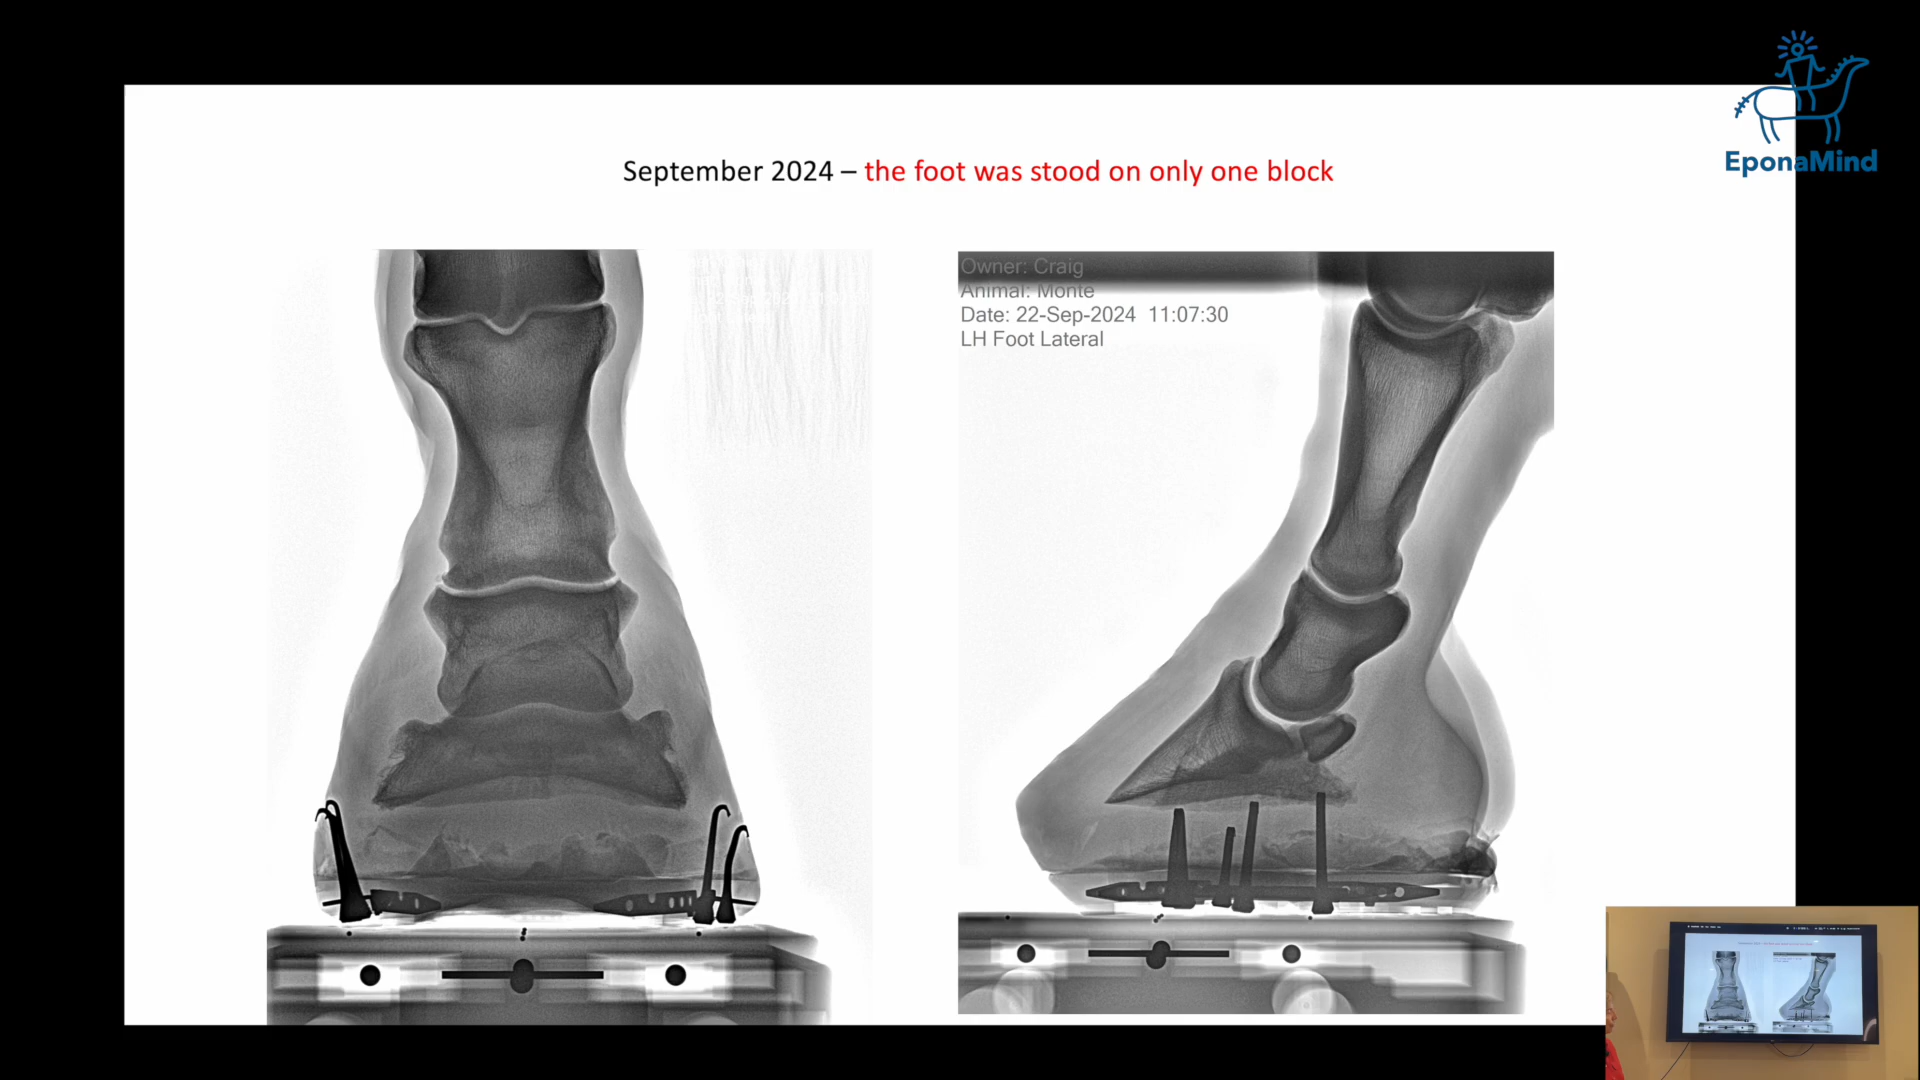 September 2024 – the foot was stood on only one block
EponaMind
Owner: Craig
Animal: Monte
Date: 22-Sep-2024 11:07:30
LH Foot Lateral